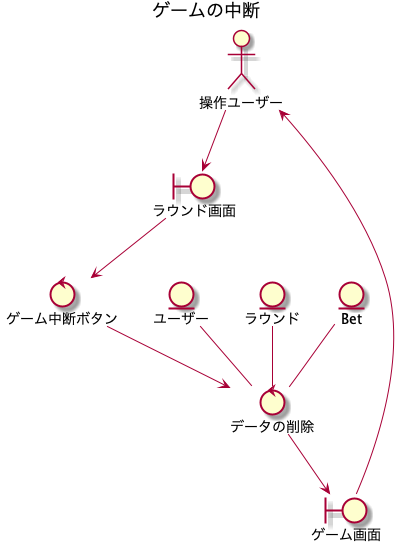 ゲームの中断
操作ユーザー
ラウンド画面
ゲーム中断ボタン
ユーザー
ラウンド
Bet
データの削除
ゲーム画面